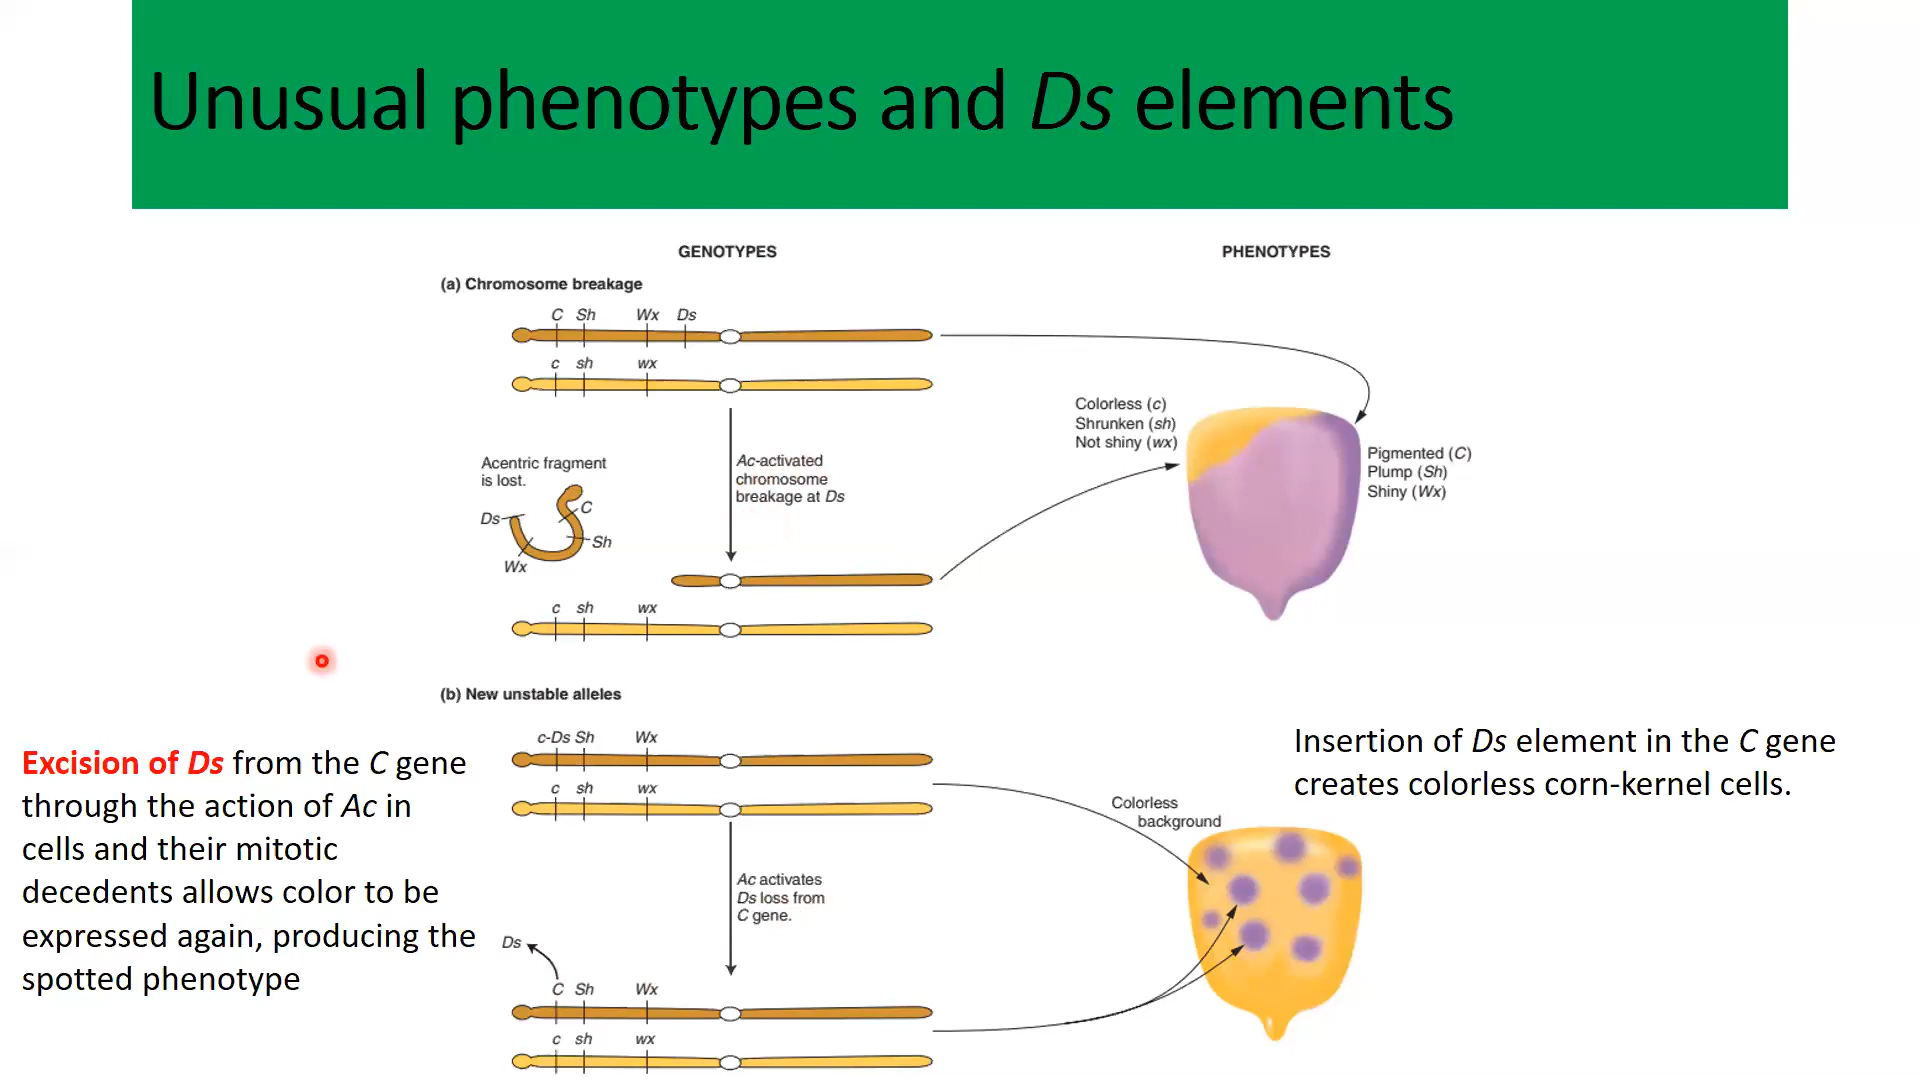 Unusual phenotypes and Ds elements
GENOTYPES
PHENOTYPES
(a) Chromosome breakage
C Sh Wx Ds
c sh wx
Colorless (c)
Shrunken (sh)
Not shiny (wx)
Pigmented (C)
Plump (Sh)
Shiny (Wx)
Acentric fragment
is lost.
Ac-activated
chromosome
breakage at Ds
Ds
C
Sh
Wx
c sh wx
(b) New unstable alleles
c-Ds Sh Wx
c sh wx
Excision of Ds from the C gene
through the action of Ac in
cells and their mitotic
decedents allows color to be
expressed again, producing the
spotted phenotype
Insertion of Ds element in the C gene
creates colorless corn-kernel cells.
Colorless
background
Ac activates
Ds loss from
C gene.
Ds
C Sh Wx
c sh wx